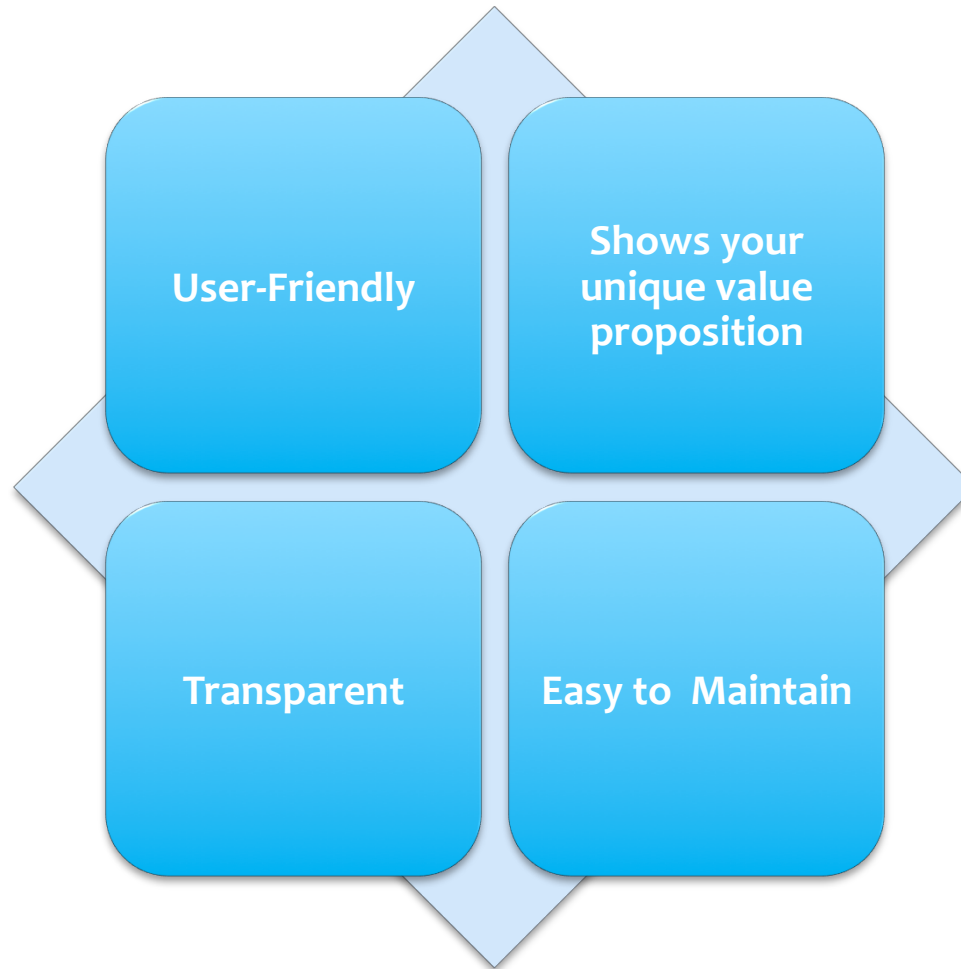 User-Friendly
Shows your
unique value
proposition
Transparent
Easy to  Maintain